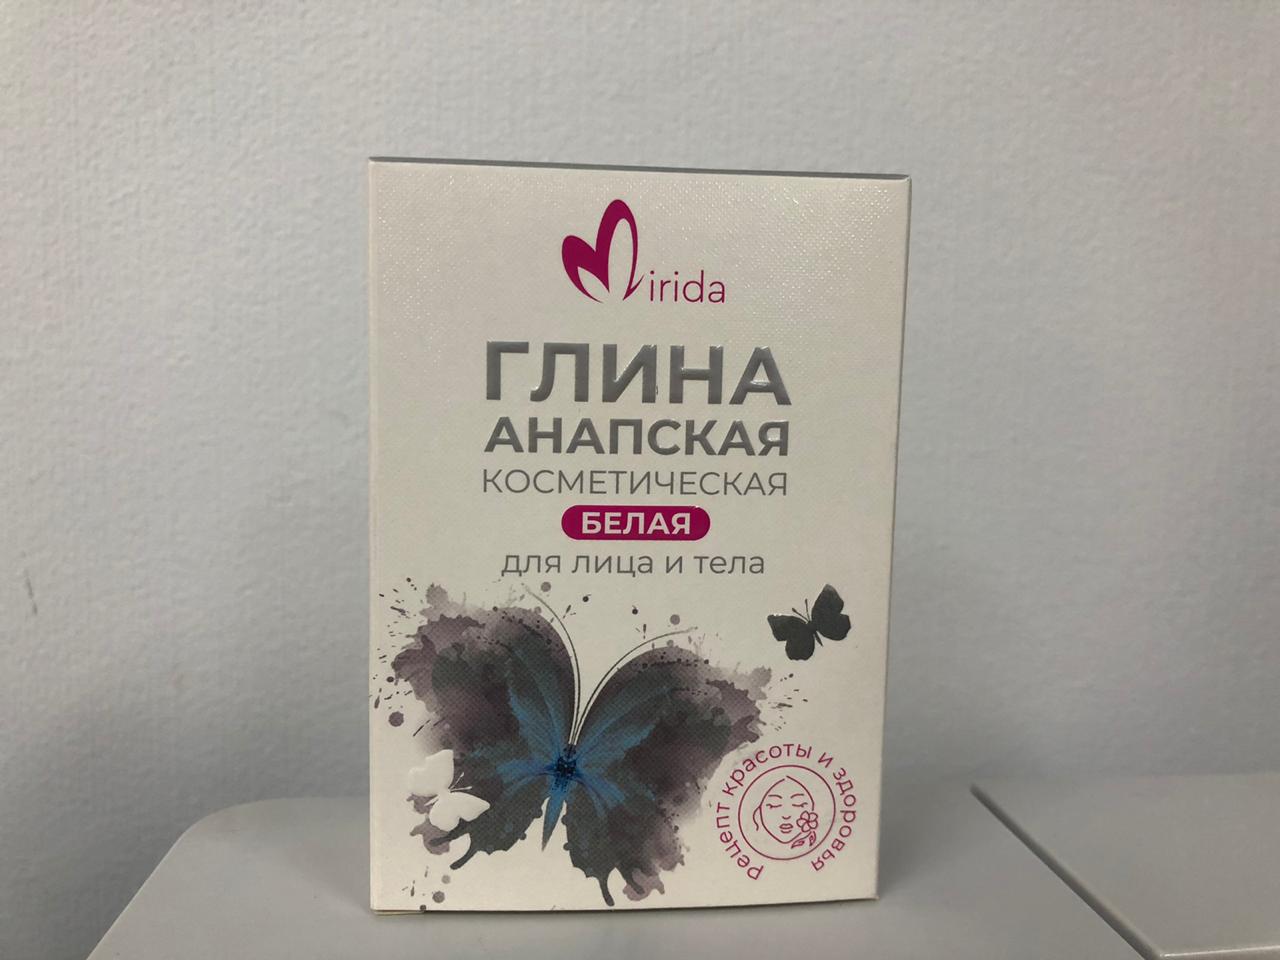 Mirida
ГЛИНА
АНАПСКАЯ
КОСМЕТИЧЕСКАЯ
БЕЛАЯ
для лица и тела
рецепт красоты и здоровья